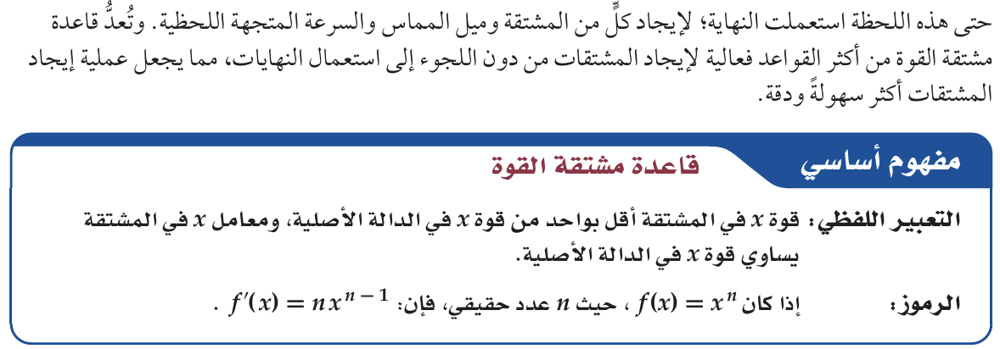 حتى هذه اللحظة استعملت النهاية؛ لإيجاد كلٍّ من المشتقة وميل المماس والسرعة المتجهة اللحظية. وتُعدُّ قاعدة
مشتقة القوة من أكثر القواعد فعالية لإيجاد المشتقات من دون اللجوء إلى استعمال النهايات، مما يجعل عملية إيجاد
المشتقات أكثر سهولةً ودقة.
مفهوم أساسي
قاعدة مشتقة القوة
التعبير اللفظي: قوة x في المشتقة أقل بواحد من قوة x في الدالة الأصلية، ومعامل x في المشتقة
يساوي قوة x في الدالة الأصلية.
الرموز: إذا كان f(x) = xⁿ ، حيث n عدد حقيقي، فإن: f′(x) = nxⁿ⁻¹ .